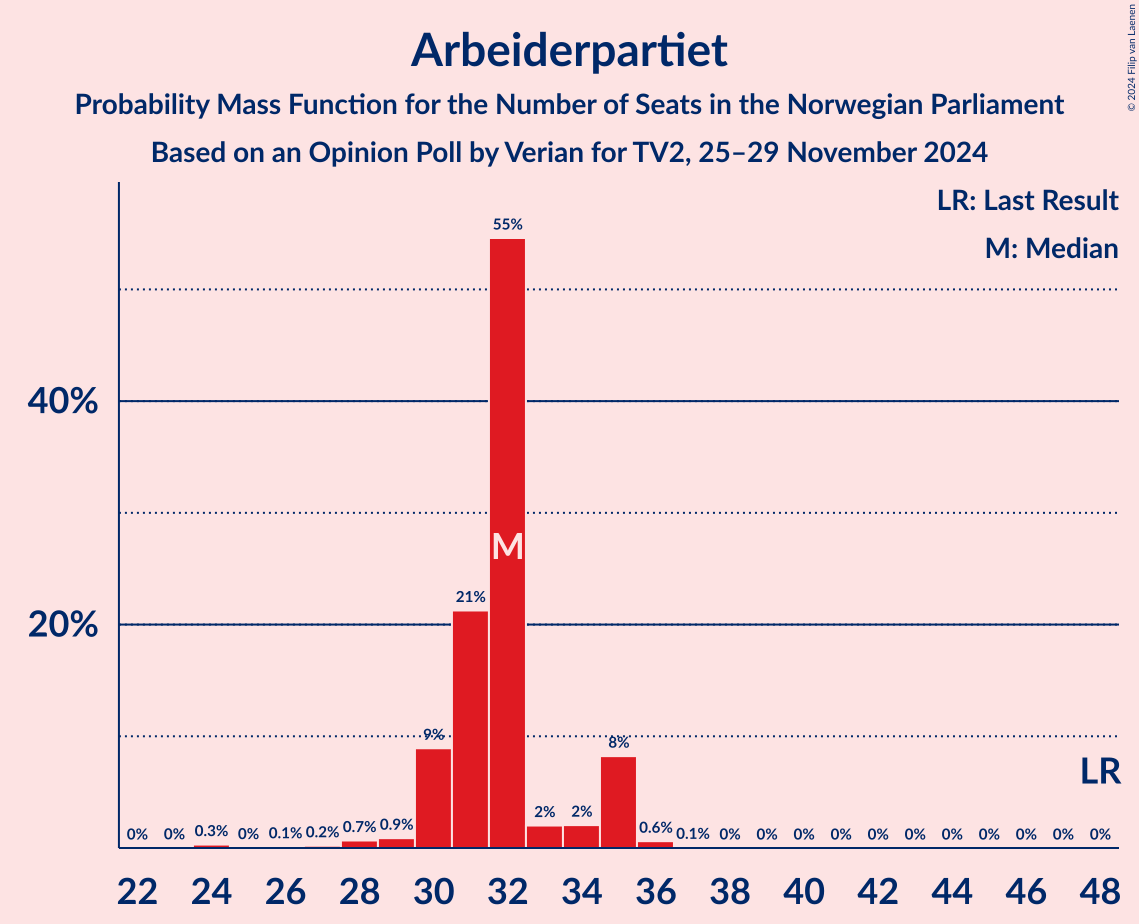 Arbeiderpartiet
Probability Mass Function for the Number of Seats in the Norwegian Parliament
Based on an Opinion Poll by Verian for TV2, 25–29 November 2024
© 2024 Filip van Laenen
LR: Last Result
M: Median
55%
40%
M
21%
20%
9%
8%
LR
0% 0% 0.3% 0% 0.1% 0.2% 0.7% 0.9% 2% 2% 0.6% 0.1% 0% 0% 0% 0% 0% 0% 0% 0% 0% 0% 0%
22 24 26 28 30 32 34 36 38 40 42 44 46 48